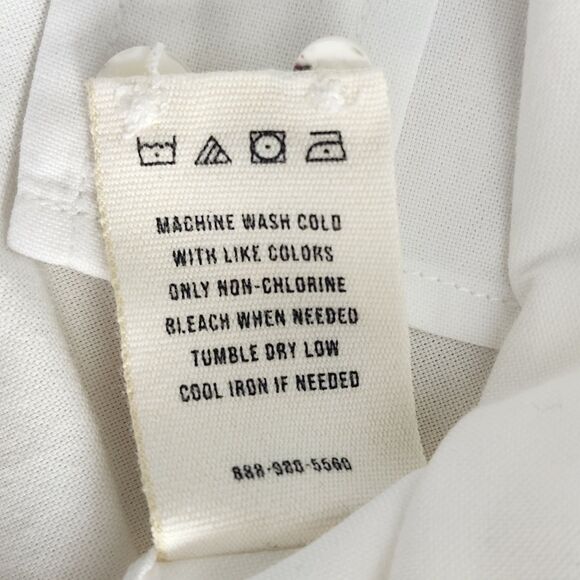 MACHINE WASH COLD
WITH LIKE COLORS
ONLY NON-CHLORINE
BLEACH WHEN NEEDED
TUMBLE DRY LOW
COOL IRON IF NEEDED
888-980-5560